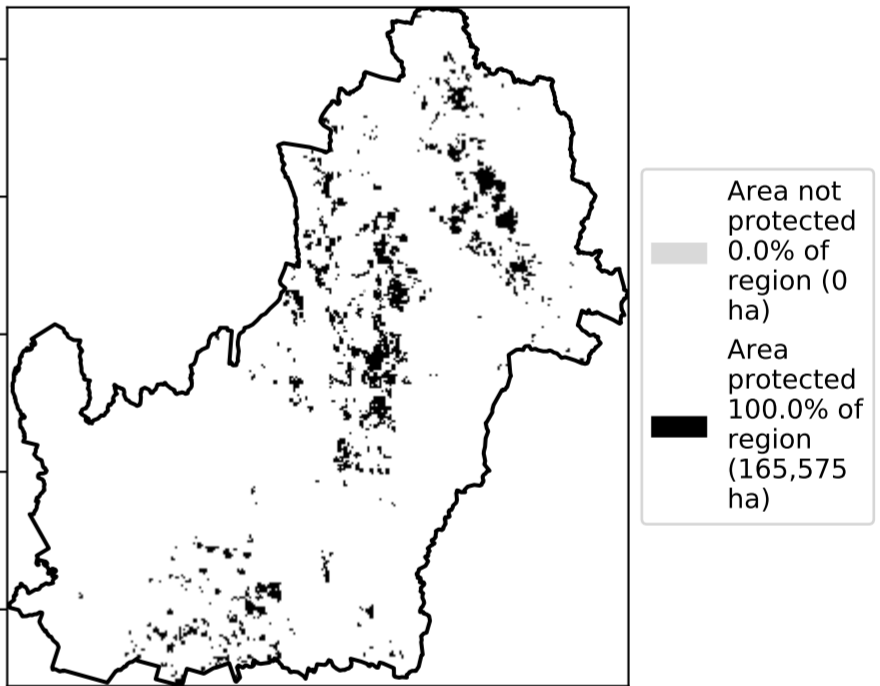 Area not
protected
0.0% of
region (0
ha)
Area
protected
100.0% of
region
(165,575
ha)